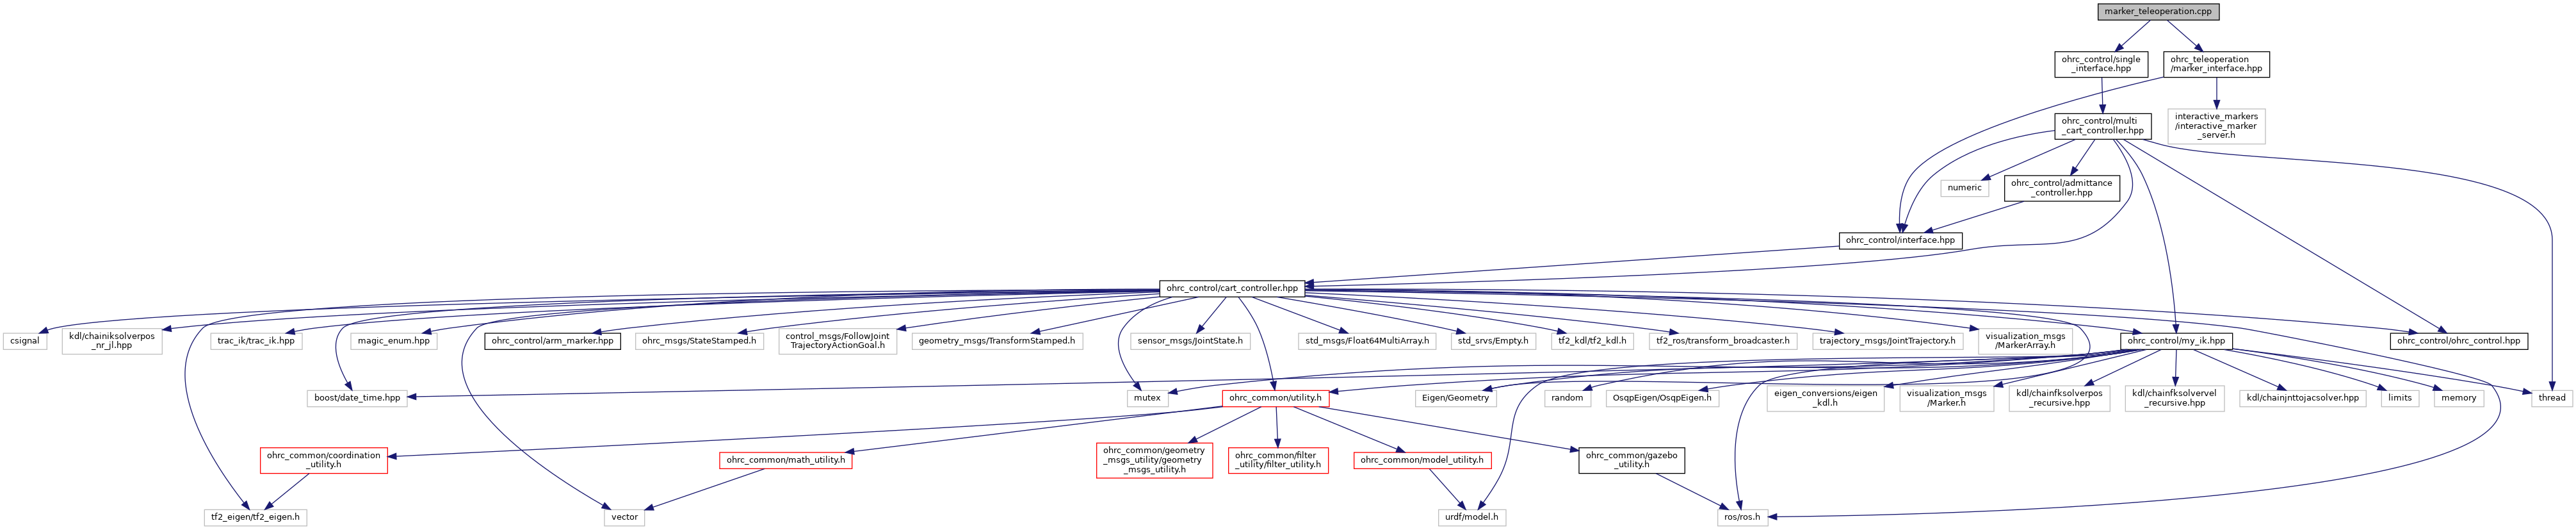 marker_teleoperation.cpp
ohrc_control/single
_interface.hpp
ohrc_teleoperation
/marker_interface.hpp
ohrc_control/multi
_cart_controller.hpp
interactive_markers
/interactive_marker
_server.h
numeric
ohrc_control/admittance
_controller.hpp
ohrc_control/interface.hpp
ohrc_control/cart_controller.hpp
csignal
kdl/chainiksolverpos
_nr_jl.hpp
trac_ik/trac_ik.hpp
magic_enum.hpp
ohrc_control/arm_marker.hpp
ohrc_msgs/StateStamped.h
control_msgs/FollowJoint
TrajectoryActionGoal.h
geometry_msgs/TransformStamped.h
sensor_msgs/JointState.h
std_msgs/Float64MultiArray.h
std_srvs/Empty.h
tf2_kdl/tf2_kdl.h
tf2_ros/transform_broadcaster.h
trajectory_msgs/JointTrajectory.h
visualization_msgs
/MarkerArray.h
ohrc_control/my_ik.hpp
ohrc_control/ohrc_control.hpp
boost/date_time.hpp
mutex
ohrc_common/utility.h
Eigen/Geometry
random
OsqpEigen/OsqpEigen.h
eigen_conversions/eigen
_kdl.h
visualization_msgs
/Marker.h
kdl/chainfksolverpos
_recursive.hpp
kdl/chainfksolvervel
_recursive.hpp
kdl/chainjnttojacsolver.hpp
limits
memory
thread
ohrc_common/coordination
_utility.h
ohrc_common/math_utility.h
ohrc_common/geometry
_msgs_utility/geometry
_msgs_utility.h
ohrc_common/filter
_utility/filter_utility.h
ohrc_common/model_utility.h
ohrc_common/gazebo
_utility.h
tf2_eigen/tf2_eigen.h
vector
urdf/model.h
ros/ros.h